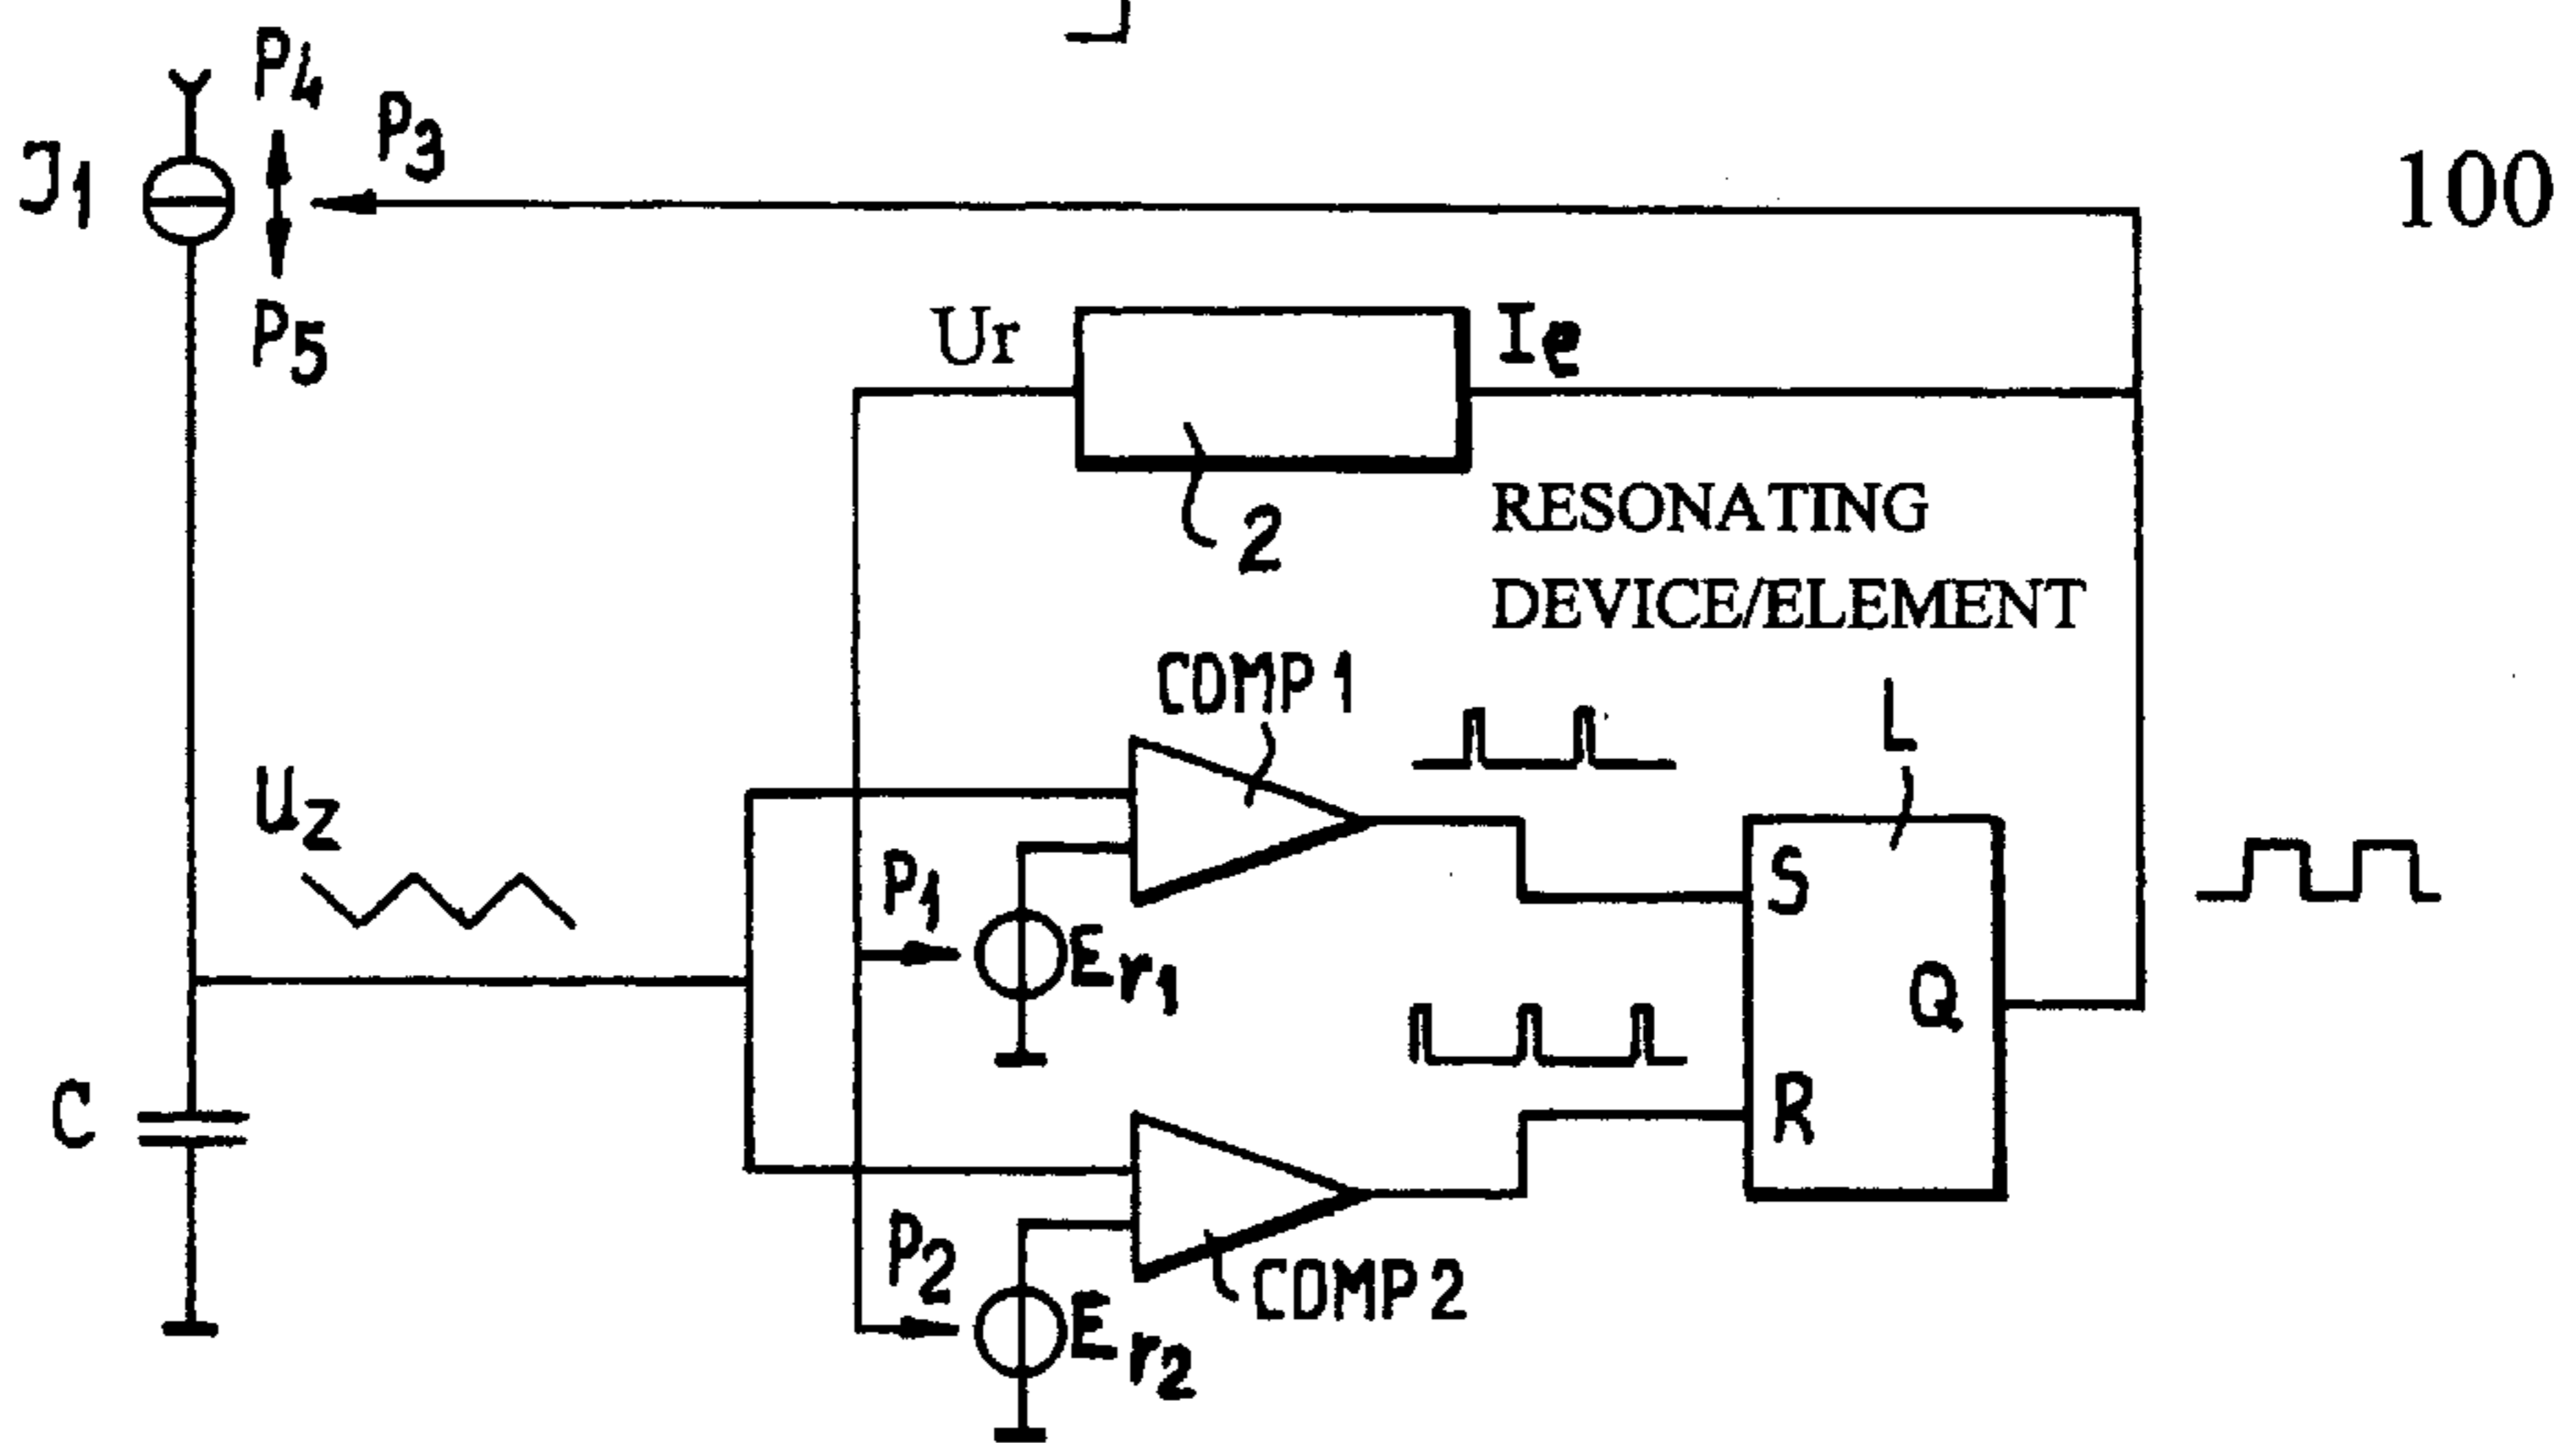 P4
P3
J1
100
P5
Ur
Ie
2
RESONATING
DEVICE/ELEMENT
COMP 1
L
Uz
P1
S
Er1
Q
C
R
P2
COMP 2
Er2